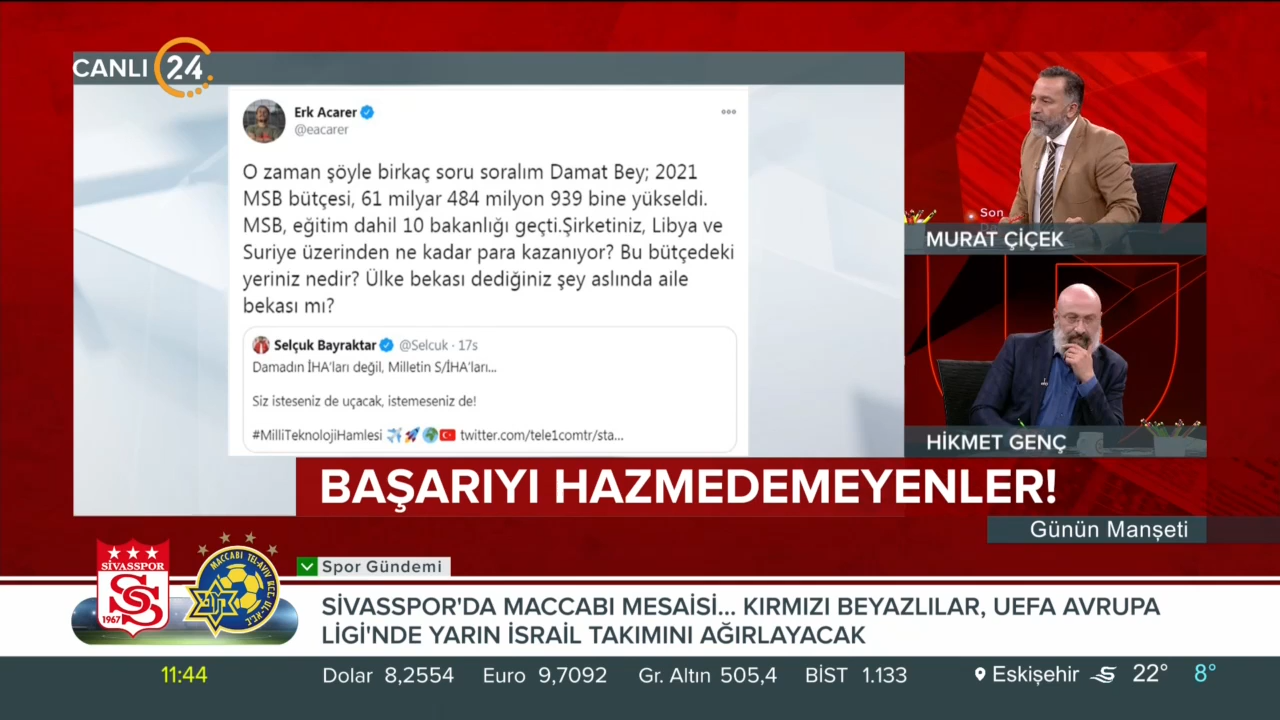 CANLI 24
Erk Acarer
@eacarer
O zaman şöyle birkaç soru soralım Damat Bey; 2021
MSB bütçesi, 61 milyar 484 milyon 939 bine yükseldi.
MSB, eğitim dahil 10 bakanlığı geçti.Şirketiniz, Libya ve
Suriye üzerinden ne kadar para kazanıyor? Bu bütçedeki
yeriniz nedir? Ülke bekası dediğiniz şey aslında aile
bekası mı?
Selçuk Bayraktar @Selcuk · 17s
Damadın İHA'ları değil, Milletin S/İHA'ları...
Siz isteseniz de uçacak, istemeseniz de!
#MilliTeknolojiHamlesi ✈️🚀🌍🇹🇷 twitter.com/tele1comtr/sta...
Son
MURAT ÇİÇEK
HİKMET GENÇ
BAŞARIYI HAZMEDEMEYENLER!
Günün Manşeti
SİVASSPOR
1967
MACCABI TEL-AVIV
Spor Gündemi
SİVASSPOR'DA MACCABI MESAİSİ... KIRMIZI BEYAZLILAR, UEFA AVRUPA
LİGİ'NDE YARIN İSRAİL TAKIMINI AĞIRLAYACAK
11:44 Dolar 8,2554 Euro 9,7092 Gr. Altın 505,4 BİST 1.133 Eskişehir 22° 8°